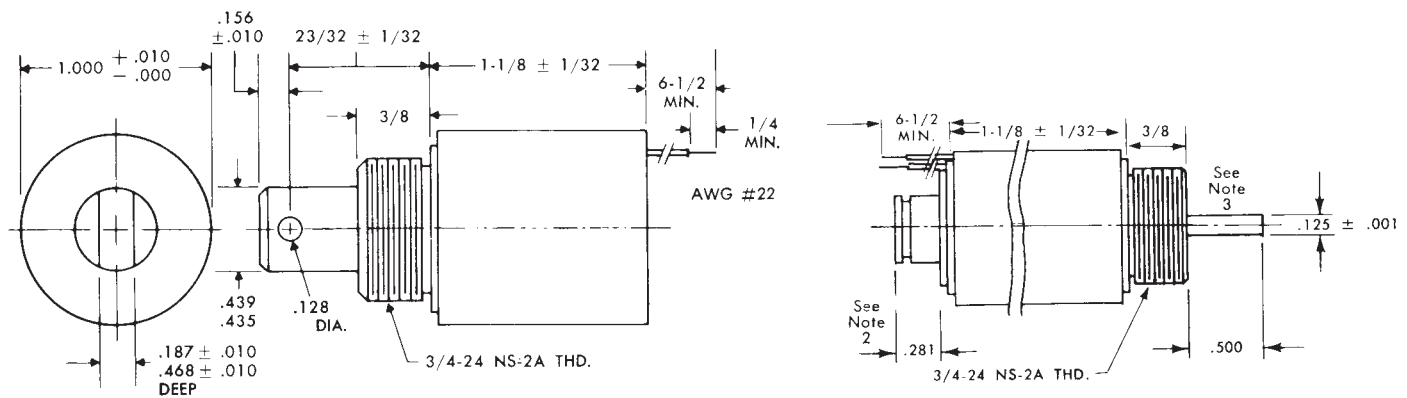 .156
±.010
23/32 ± 1/32
1.000 + .010
− .000
1-1/8 ± 1/32
6-1/2
MIN.
3/8
1/4
MIN.
AWG #22
.439
.435
.128
DIA.
.187 ± .010
.468 ± .010
DEEP
3/4-24 NS-2A THD.
6-1/2
MIN.
1-1/8 ± 1/32
3/8
See
Note
3
.125 ± .001
See
Note
2
.281
.500
3/4-24 NS-2A THD.